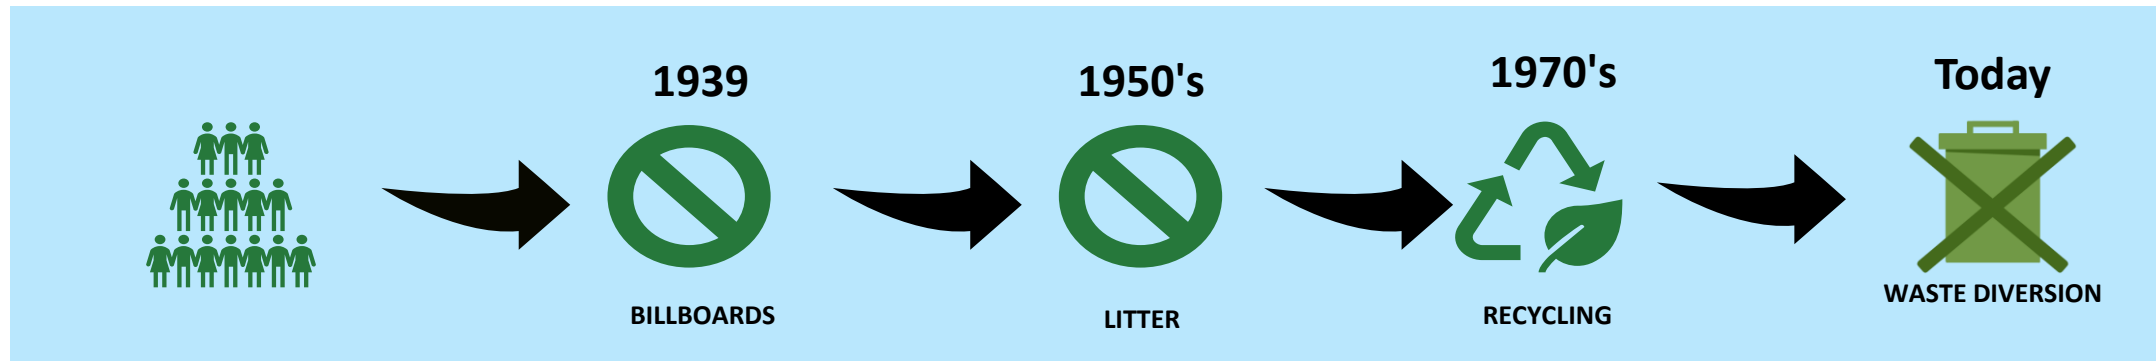 1939
BILLBOARDS
1950's
LITTER
1970's
RECYCLING
Today
WASTE DIVERSION